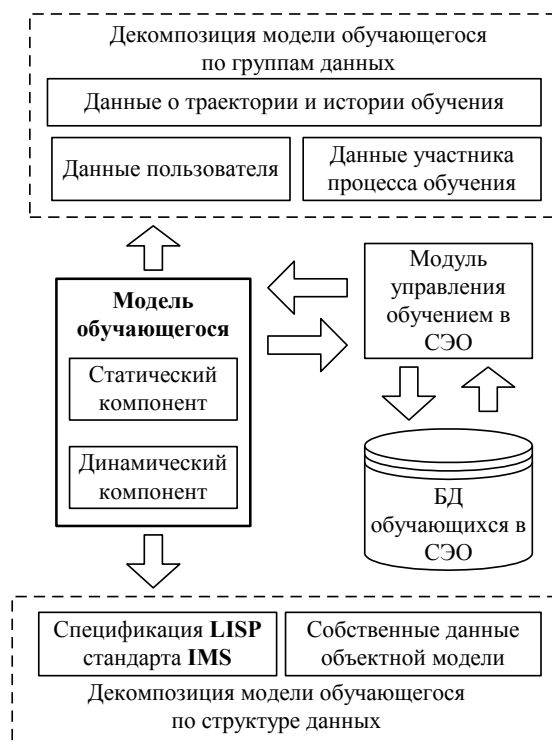 Декомпозиция модели обучающегося
по группам данных
Данные о траектории и истории обучения
Данные пользователя
Данные участника
процесса обучения
Модель
обучающегося
Статический
компонент
Динамический
компонент
Модуль
управления
обучением в
СЭО
БД
обучающихся в
СЭО
Спецификация LISP
стандарта IMS
Собственные данные
объектной модели
Декомпозиция модели обучающегося
по структуре данных